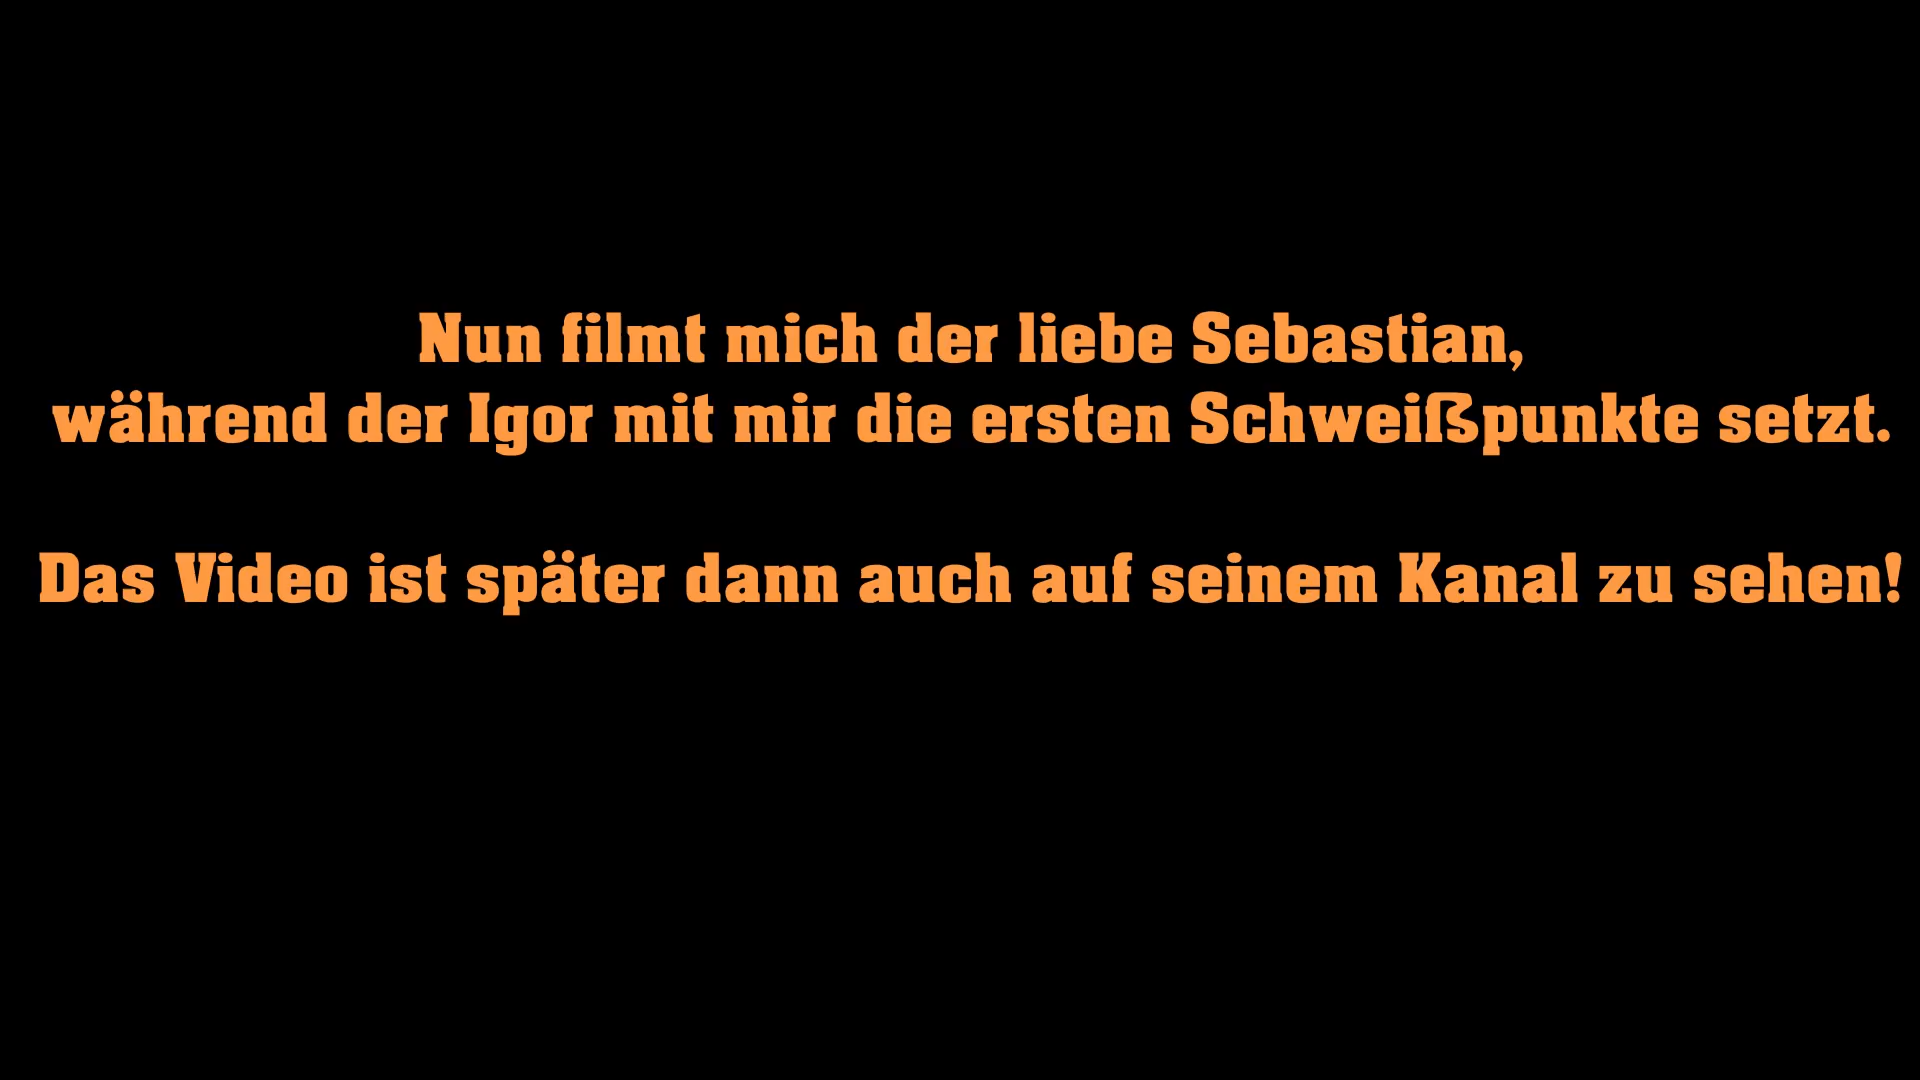 Nun filmt mich der liebe Sebastian,
während der Igor mit mir die ersten Schweißpunkte setzt.
Das Video ist später dann auch auf seinem Kanal zu sehen!